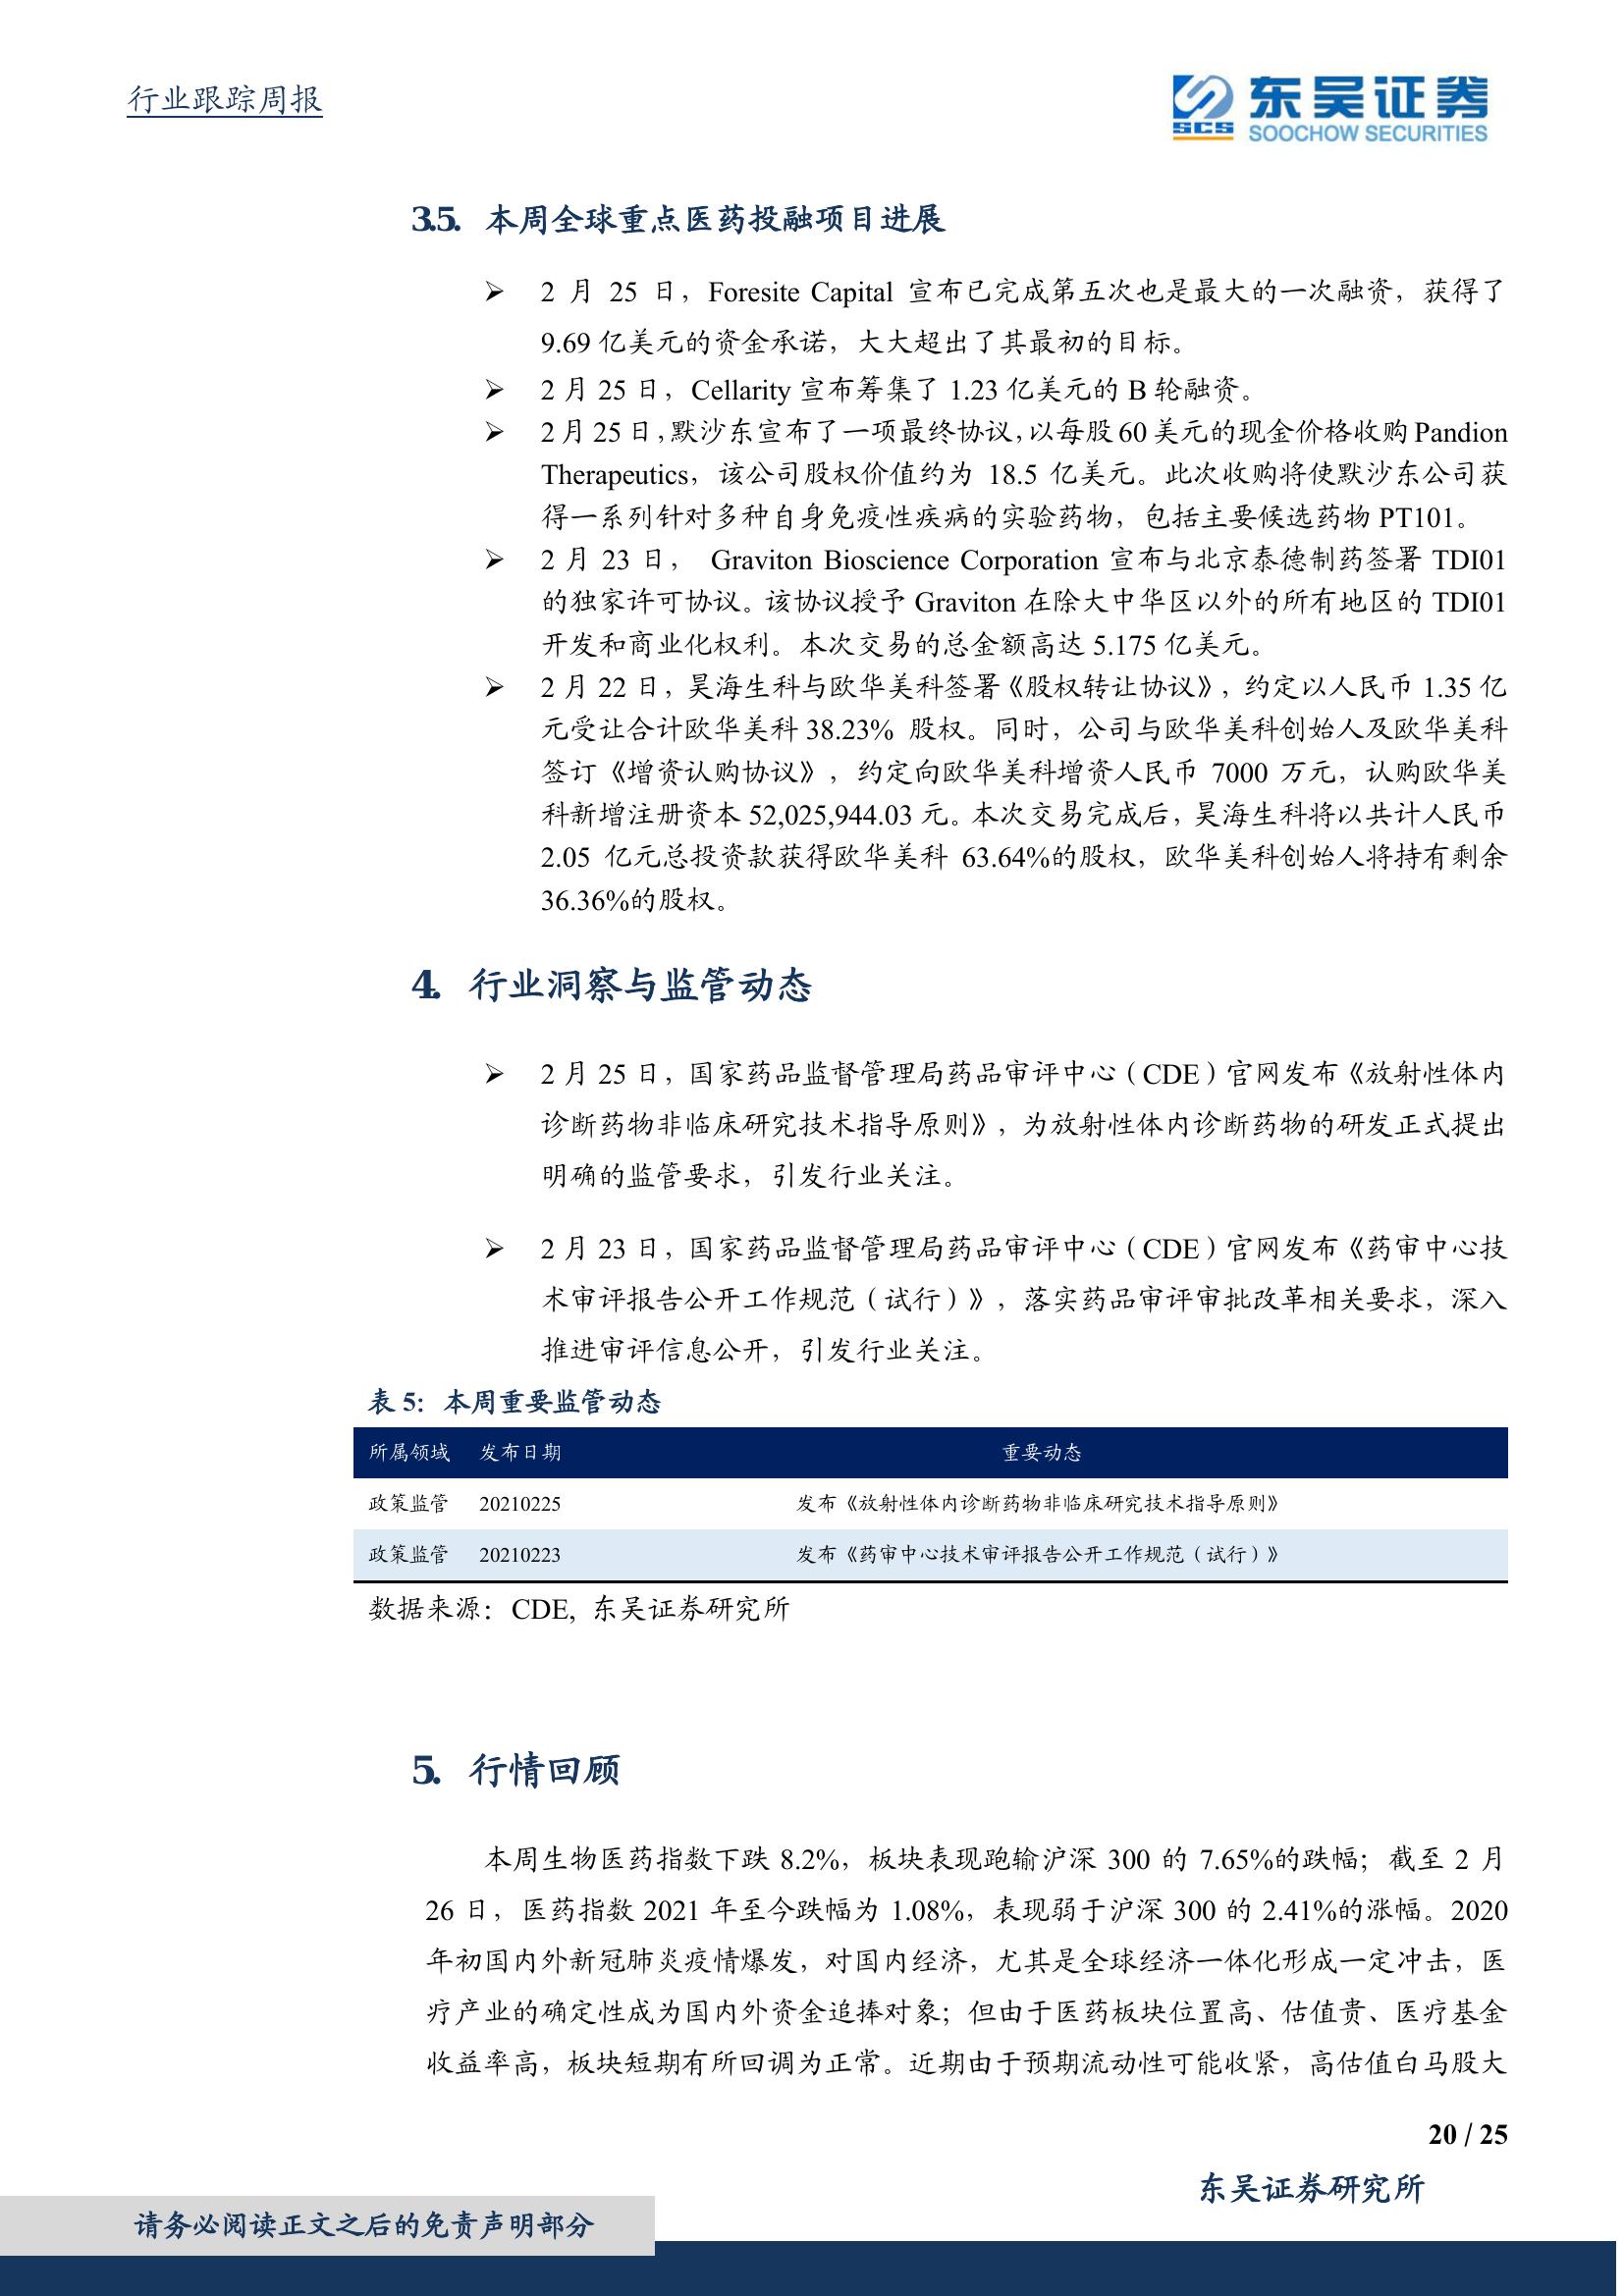 行业跟踪周报
SCS 东吴证券
SOOCHOW SECURITIES
3.5. 本周全球重点医药投融项目进展
➢ 2 月 25 日，Foresite Capital 宣布已完成第五次也是最大的一次融资，获得了
9.69 亿美元的资金承诺，大大超出了其最初的目标。
➢ 2 月 25 日，Cellarity 宣布筹集了 1.23 亿美元的 B 轮融资。
➢ 2 月 25 日，默沙东宣布了一项最终协议，以每股 60 美元的现金价格收购 Pandion
Therapeutics，该公司股权价值约为 18.5 亿美元。此次收购将使默沙东公司获
得一系列针对多种自身免疫性疾病的实验药物，包括主要候选药物 PT101。
➢ 2 月 23 日， Graviton Bioscience Corporation 宣布与北京泰德制药签署 TDI01
的独家许可协议。该协议授予 Graviton 在除大中华区以外的所有地区的 TDI01
开发和商业化权利。本次交易的总金额高达 5.175 亿美元。
➢ 2 月 22 日，昊海生科与欧华美科签署《股权转让协议》，约定以人民币 1.35 亿
元受让合计欧华美科 38.23% 股权。同时，公司与欧华美科创始人及欧华美科
签订《增资认购协议》，约定向欧华美科增资人民币 7000 万元，认购欧华美
科新增注册资本 52,025,944.03 元。本次交易完成后，昊海生科将以共计人民币
2.05 亿元总投资款获得欧华美科 63.64%的股权，欧华美科创始人将持有剩余
36.36%的股权。
4. 行业洞察与监管动态
➢ 2 月 25 日，国家药品监督管理局药品审评中心（CDE）官网发布《放射性体内
诊断药物非临床研究技术指导原则》，为放射性体内诊断药物的研发正式提出
明确的监管要求，引发行业关注。
➢ 2 月 23 日，国家药品监督管理局药品审评中心（CDE）官网发布《药审中心技
术审评报告公开工作规范（试行）》，落实药品审评审批改革相关要求，深入
推进审评信息公开，引发行业关注。
表 5：本周重要监管动态
所属领域 发布日期 重要动态
政策监管 20210225 发布《放射性体内诊断药物非临床研究技术指导原则》
政策监管 20210223 发布《药审中心技术审评报告公开工作规范（试行）》
数据来源：CDE, 东吴证券研究所
5. 行情回顾
本周生物医药指数下跌 8.2%，板块表现跑输沪深 300 的 7.65%的跌幅；截至 2 月
26 日，医药指数 2021 年至今跌幅为 1.08%，表现弱于沪深 300 的 2.41%的涨幅。2020
年初国内外新冠肺炎疫情爆发，对国内经济，尤其是全球经济一体化形成一定冲击，医
疗产业的确定性成为国内外资金追捧对象；但由于医药板块位置高、估值贵、医疗基金
收益率高，板块短期有所回调为正常。近期由于预期流动性可能收紧，高估值白马股大
20 / 25
东吴证券研究所
请务必阅读正文之后的免责声明部分